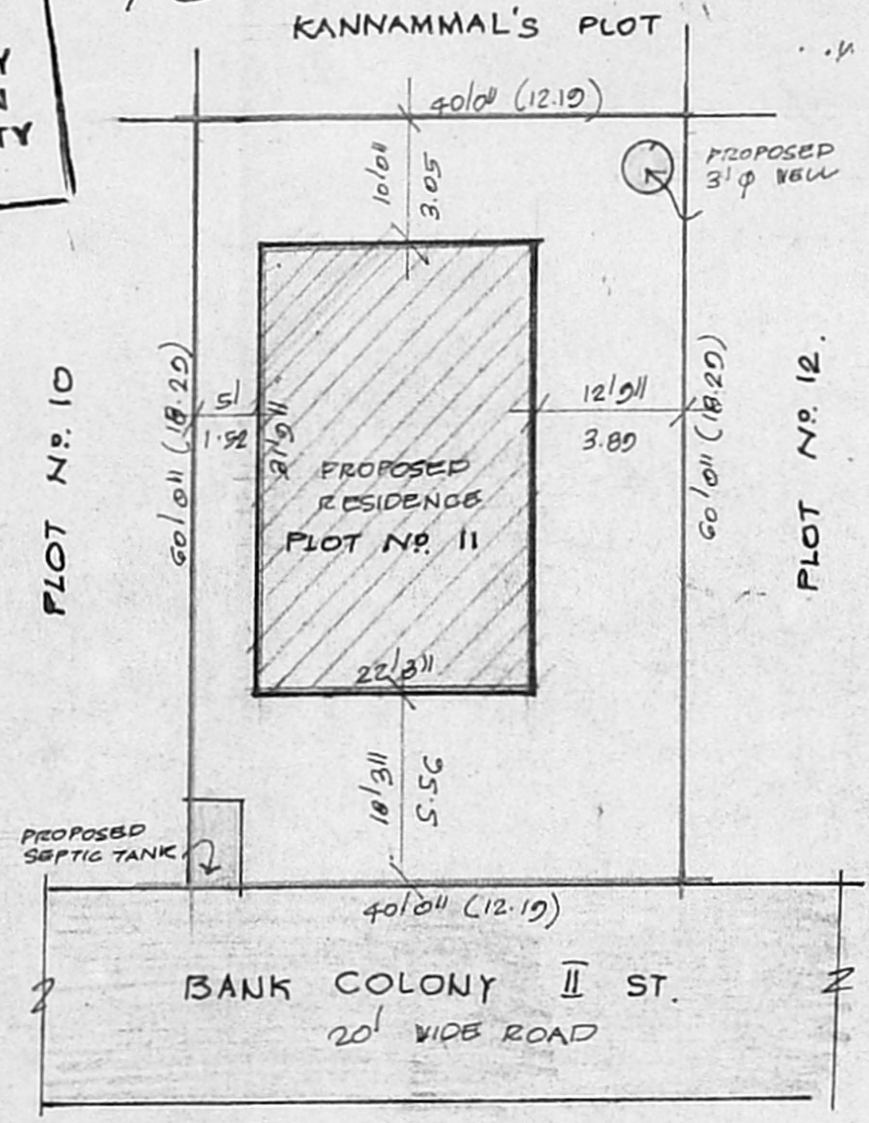 KANNAMMAL'S PLOT
TY
40'0" (12.19)
10'0"
3.05
PROPOSED
3' φ WELL
PLOT Nº. 10
60'0" (18.29)
5'
1.52
31'9"
12'9"
3.89
60'0" (18.29)
PLOT Nº. 12.
PROPOSED
RESIDENCE
PLOT Nº. 11
22'3"
18'3"
5.56
PROPOSED
SEPTIC TANK
40'0" (12.19)
BANK COLONY II ST.
20' WIDE ROAD